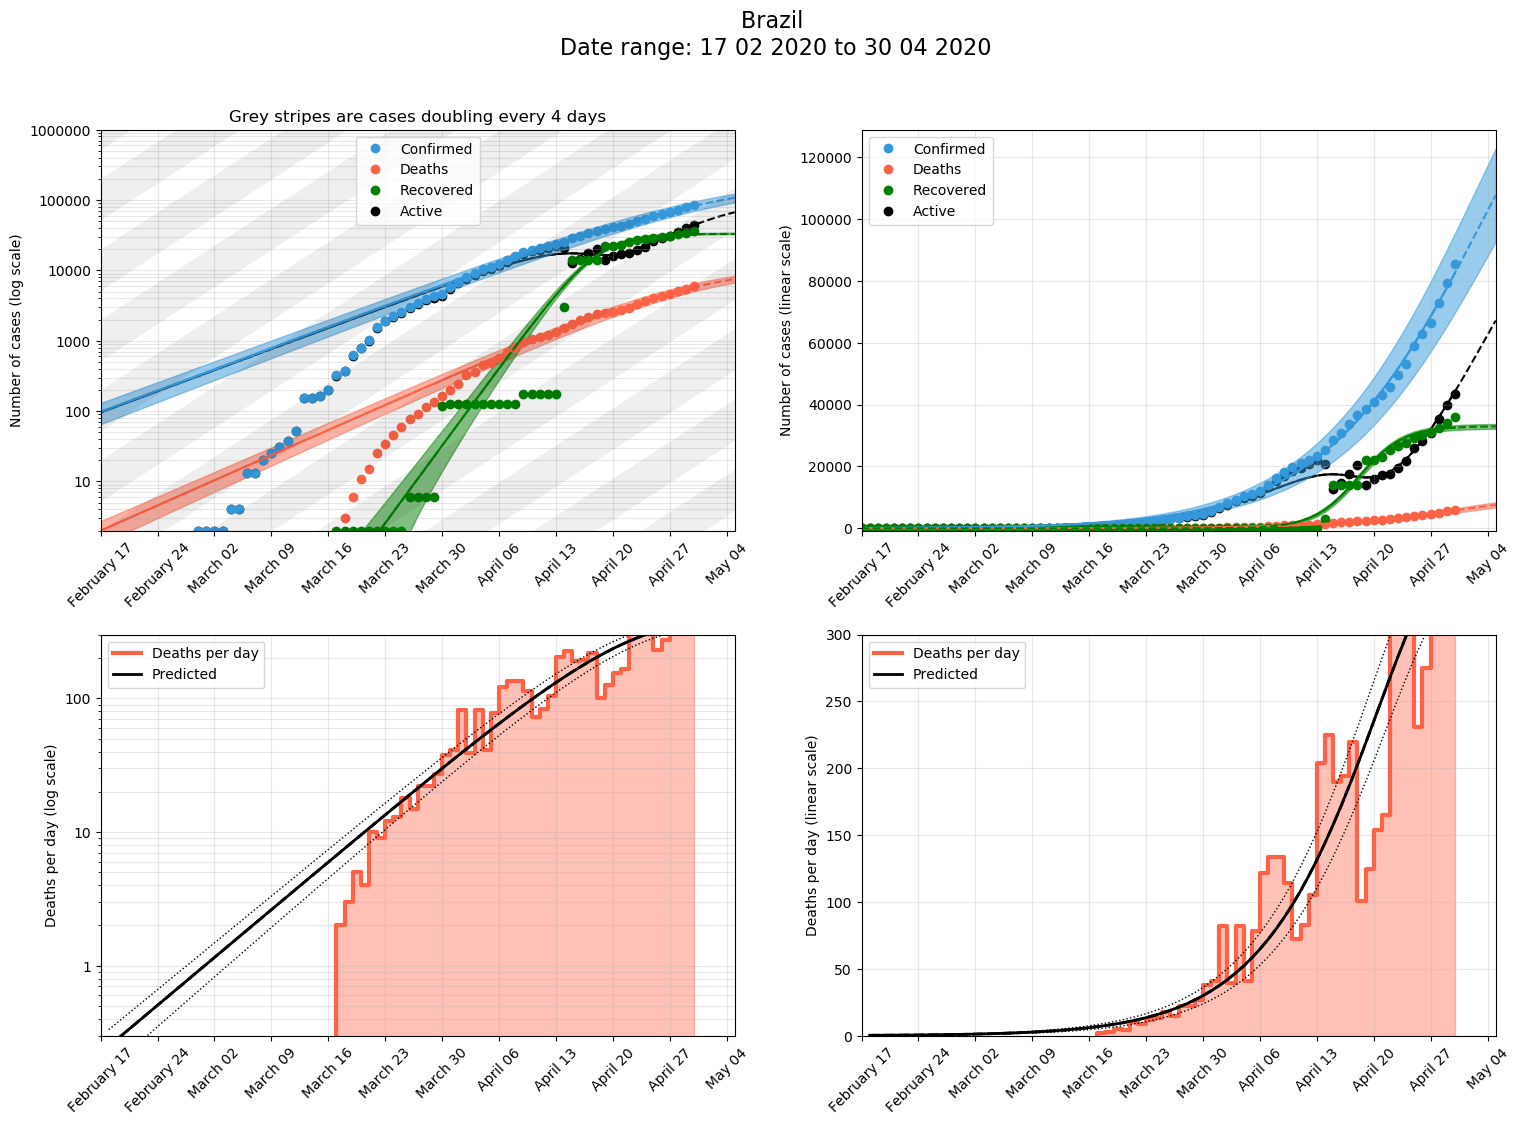 Brazil
Date range: 17 02 2020 to 30 04 2020
Grey stripes are cases doubling every 4 days
Number of cases (log scale)
1000000
100000
10000
1000
100
10
Confirmed
Deaths
Recovered
Active
February 17
February 24
March 02
March 09
March 16
March 23
March 30
April 06
April 13
April 20
April 27
May 04
Number of cases (linear scale)
120000
100000
80000
60000
40000
20000
0
Confirmed
Deaths
Recovered
Active
February 17
February 24
March 02
March 09
March 16
March 23
March 30
April 06
April 13
April 20
April 27
May 04
Deaths per day (log scale)
100
10
1
Deaths per day
Predicted
February 17
February 24
March 02
March 09
March 16
March 23
March 30
April 06
April 13
April 20
April 27
May 04
Deaths per day (linear scale)
300
250
200
150
100
50
0
Deaths per day
Predicted
February 17
February 24
March 02
March 09
March 16
March 23
March 30
April 06
April 13
April 20
April 27
May 04